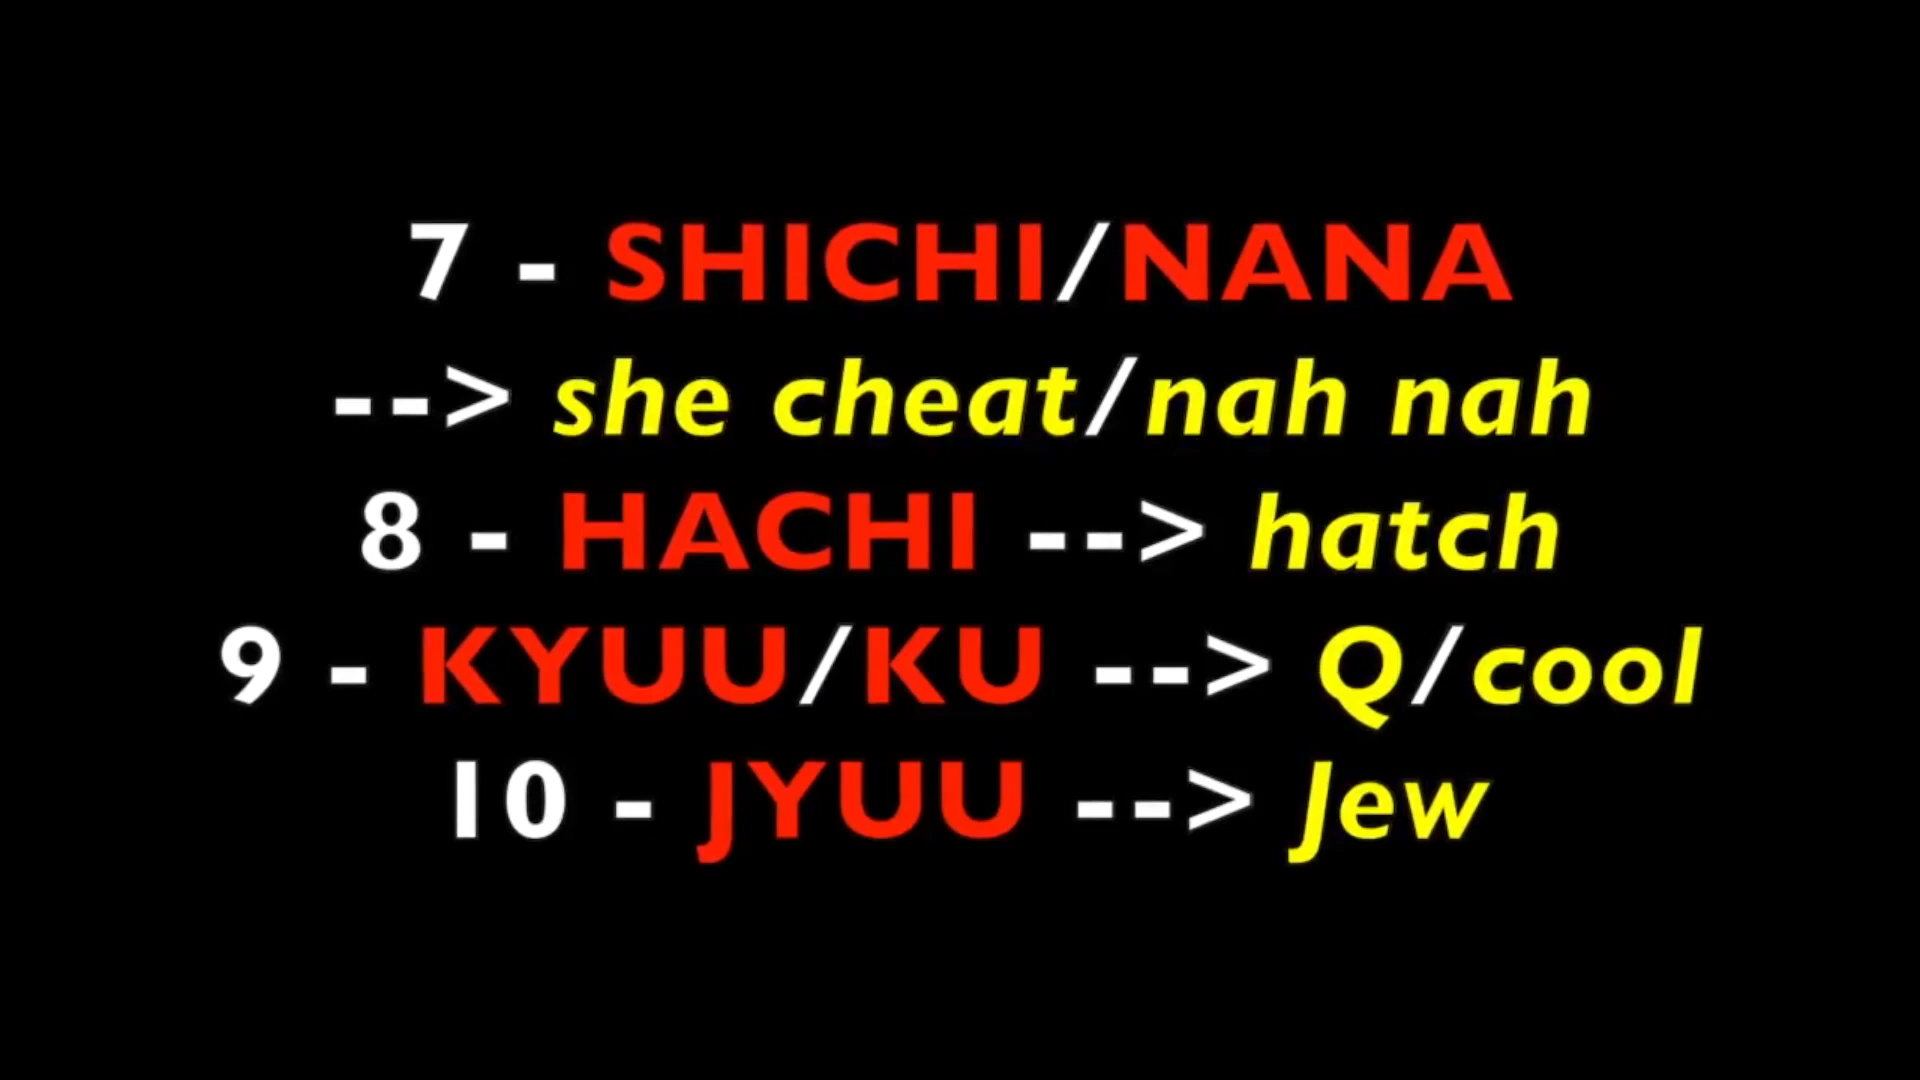 7 - SHICHI/NANA
--> she cheat/nah nah
8 - HACHI --> hatch
9 - KYUU/KU --> Q/cool
10 - JYUU --> Jew